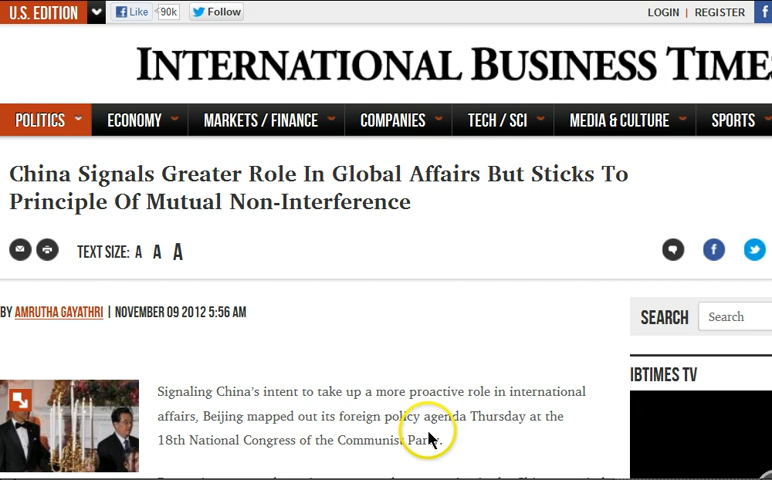 U.S. EDITION Like 90k Follow LOGIN | REGISTER
INTERNATIONAL BUSINESS TIME
POLITICS ECONOMY MARKETS / FINANCE COMPANIES TECH / SCI MEDIA & CULTURE SPORTS
China Signals Greater Role In Global Affairs But Sticks To
Principle Of Mutual Non-Interference
TEXT SIZE: A A A
BY AMRUTHA GAYATHRI | NOVEMBER 09 2012 5:56 AM
SEARCH Search
IBTIMES TV
Signaling China's intent to take up a more proactive role in international
affairs, Beijing mapped out its foreign policy agenda Thursday at the
18th National Congress of the Communist Party.